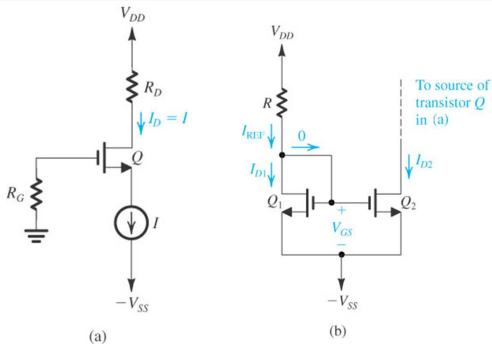 V_DD
R_D
I_D = I
Q
R_G
I
-V_SS
(a)
V_DD
R
I_REF
0
I_D1
Q_1
+
V_GS
-
I_D2
Q_2
-V_SS
(b)
To source of
transistor Q
in (a)